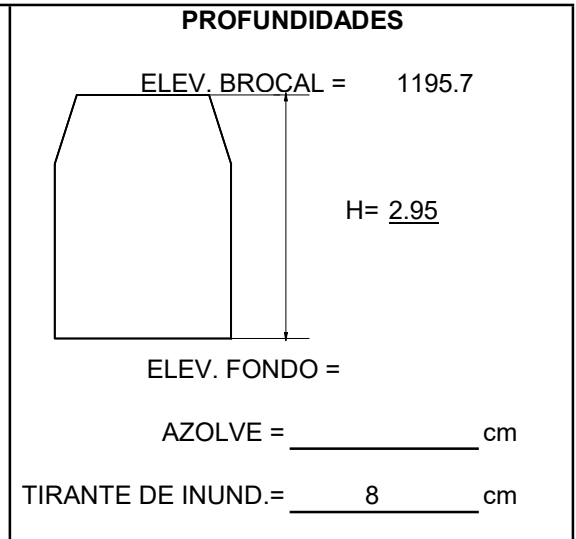 PROFUNDIDADES
ELEV. BROCAL = 1195.7
H= 2.95
ELEV. FONDO =
AZOLVE = cm
TIRANTE DE INUND.= 8 cm